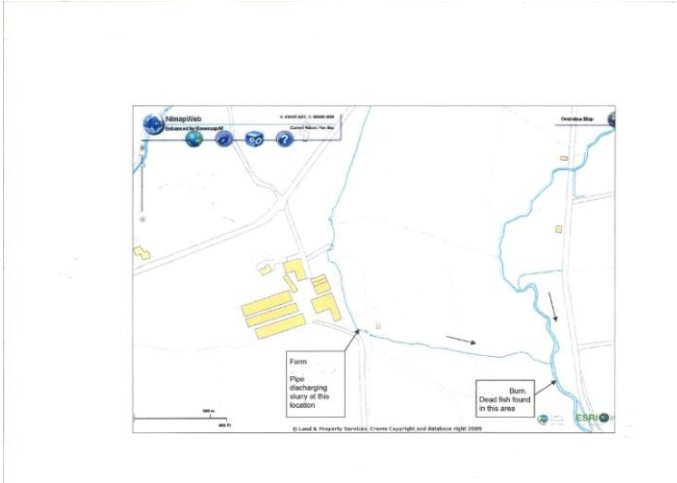 NimapWeb
Overview Map
Farm
Pipe
discharging
slurry at this
location
Burn.
Dead fish found
in this area
ESRI
© Land & Property Services, Crown Copyright and database right 2009